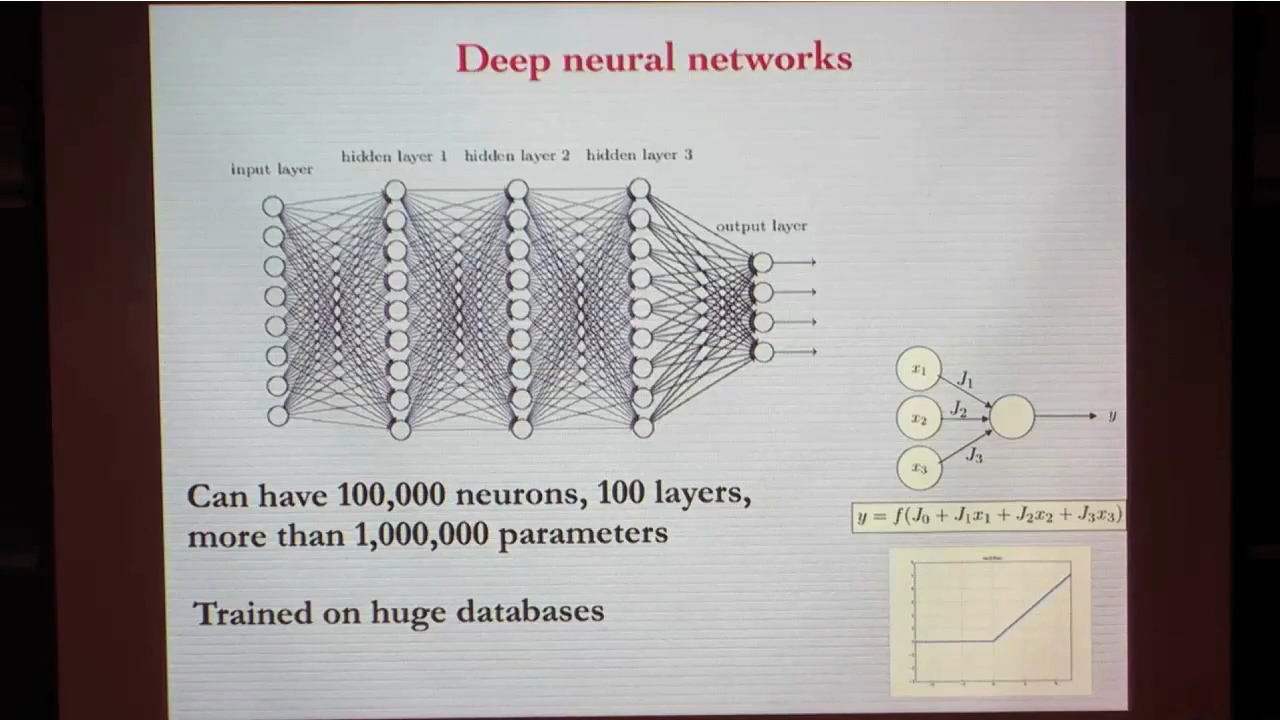 Deep neural networks
input layer
hidden layer 1
hidden layer 2
hidden layer 3
output layer
x₁
x₂
x₃
J₁
J₂
J₃
y
y = f(J₀ + J₁x₁ + J₂x₂ + J₃x₃)
Can have 100,000 neurons, 100 layers,
more than 1,000,000 parameters
Trained on huge databases